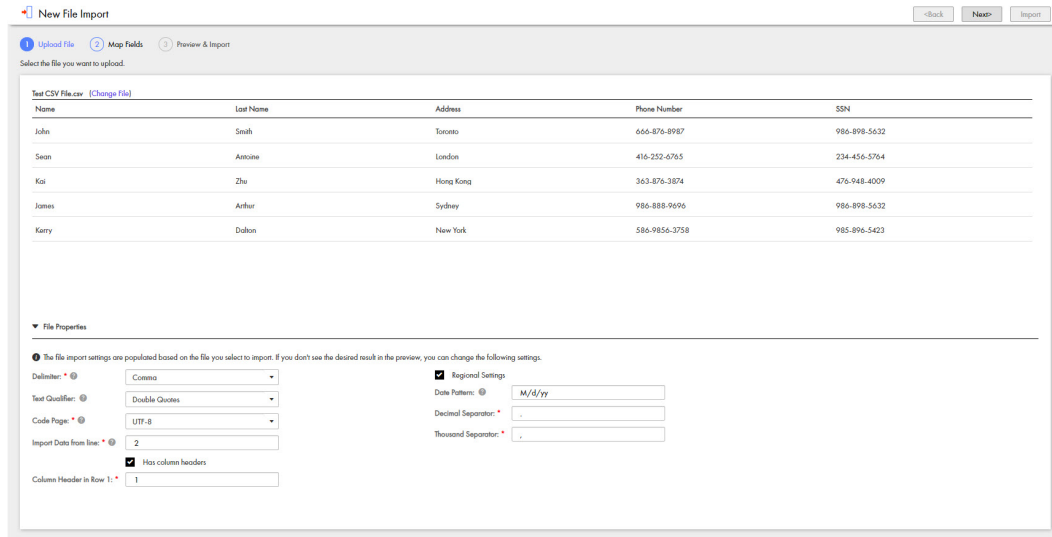 New File Import
<Back Next> Import
1 Upload File 2 Map Fields 3 Preview & Import
Select the file you want to upload.
Test CSV File.csv (Change File)
Name Last Name Address Phone Number SSN
John Smith Toronto 666-876-8987 986-898-5632
Sean Antoine London 416-252-6765 234-456-5764
Kai Zhu Hong Kong 363-876-3874 476-948-4009
James Arthur Sydney 986-888-9696 986-898-5632
Kerry Dalton New York 586-9856-3758 985-896-5423
File Properties
The file import settings are populated based on the file you select to import. If you don't see the desired result in the preview, you can change the following settings.
Delimiter: * Comma
Text Qualifier: Double Quotes
Code Page: * UTF-8
Import Data from line: * 2
Has column headers
Column Header in Row 1: * 1
Regional Settings
Date Pattern: M/d/yy
Decimal Separator: * .
Thousand Separator: * ,